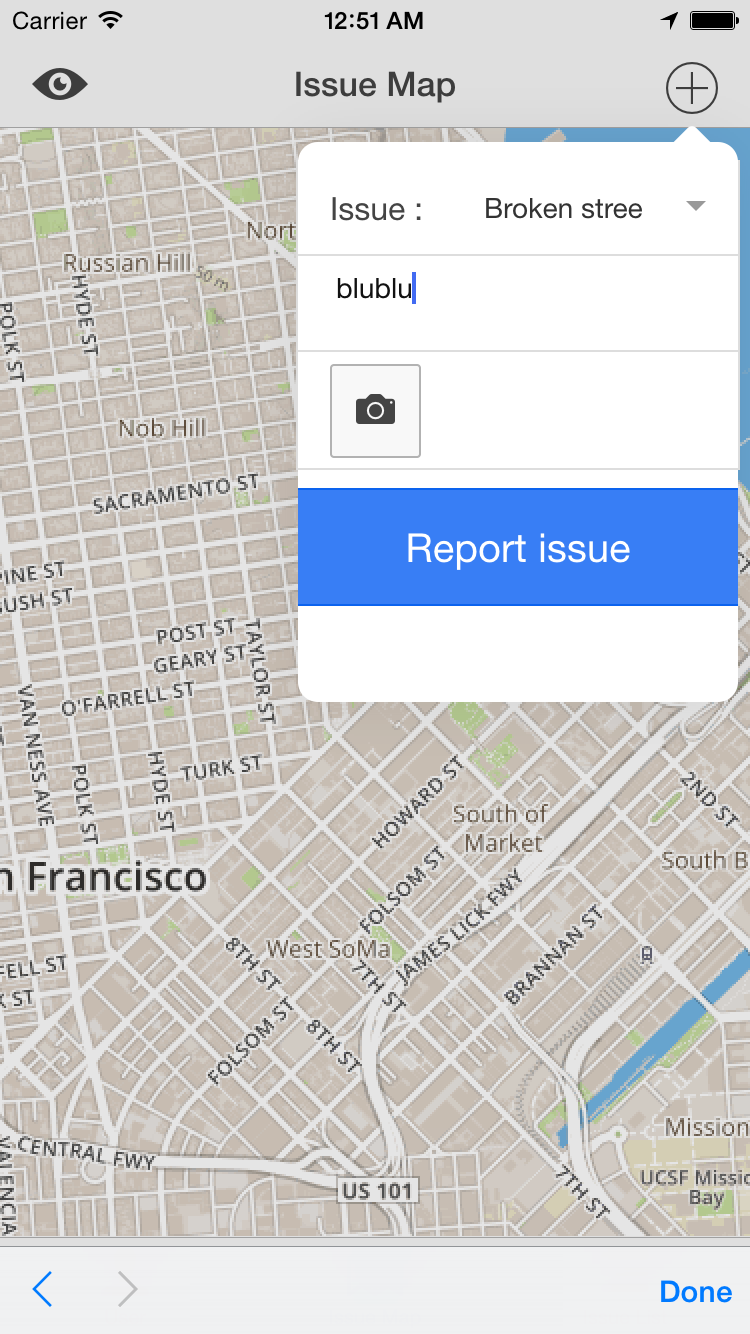 Carrier 12:51 AM
Issue Map
Issue : Broken stree
blublu
Report issue
Nort
Russian Hill
50 m
HYDE ST
POLK ST
Nob Hill
SACRAMENTO ST
PINE ST
BUSH ST
POST ST
GEARY ST
TAYLOR ST
O'FARRELL ST
VAN NESS AVE
POLK ST
HYDE ST
TURK ST
HOWARD ST
South of
Market
2ND ST
South B
n Francisco
FOLSOM ST
JAMES LICK FWY
West SoMa
8TH ST
7TH ST
BRANNAN ST
FELL ST
K ST
FOLSOM ST
8TH ST
CENTRAL FWY
VALENCIA
US 101
7TH ST
Mission
UCSF Missio
Bay
Done